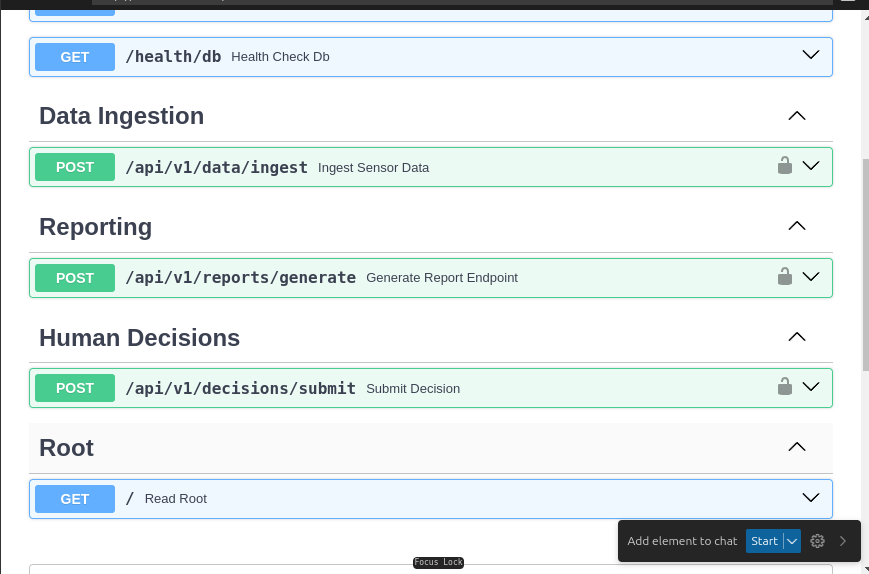 GET /health/db Health Check Db
Data Ingestion
POST /api/v1/data/ingest Ingest Sensor Data
Reporting
POST /api/v1/reports/generate Generate Report Endpoint
Human Decisions
POST /api/v1/decisions/submit Submit Decision
Root
GET / Read Root
Add element to chat Start
Focus Lock